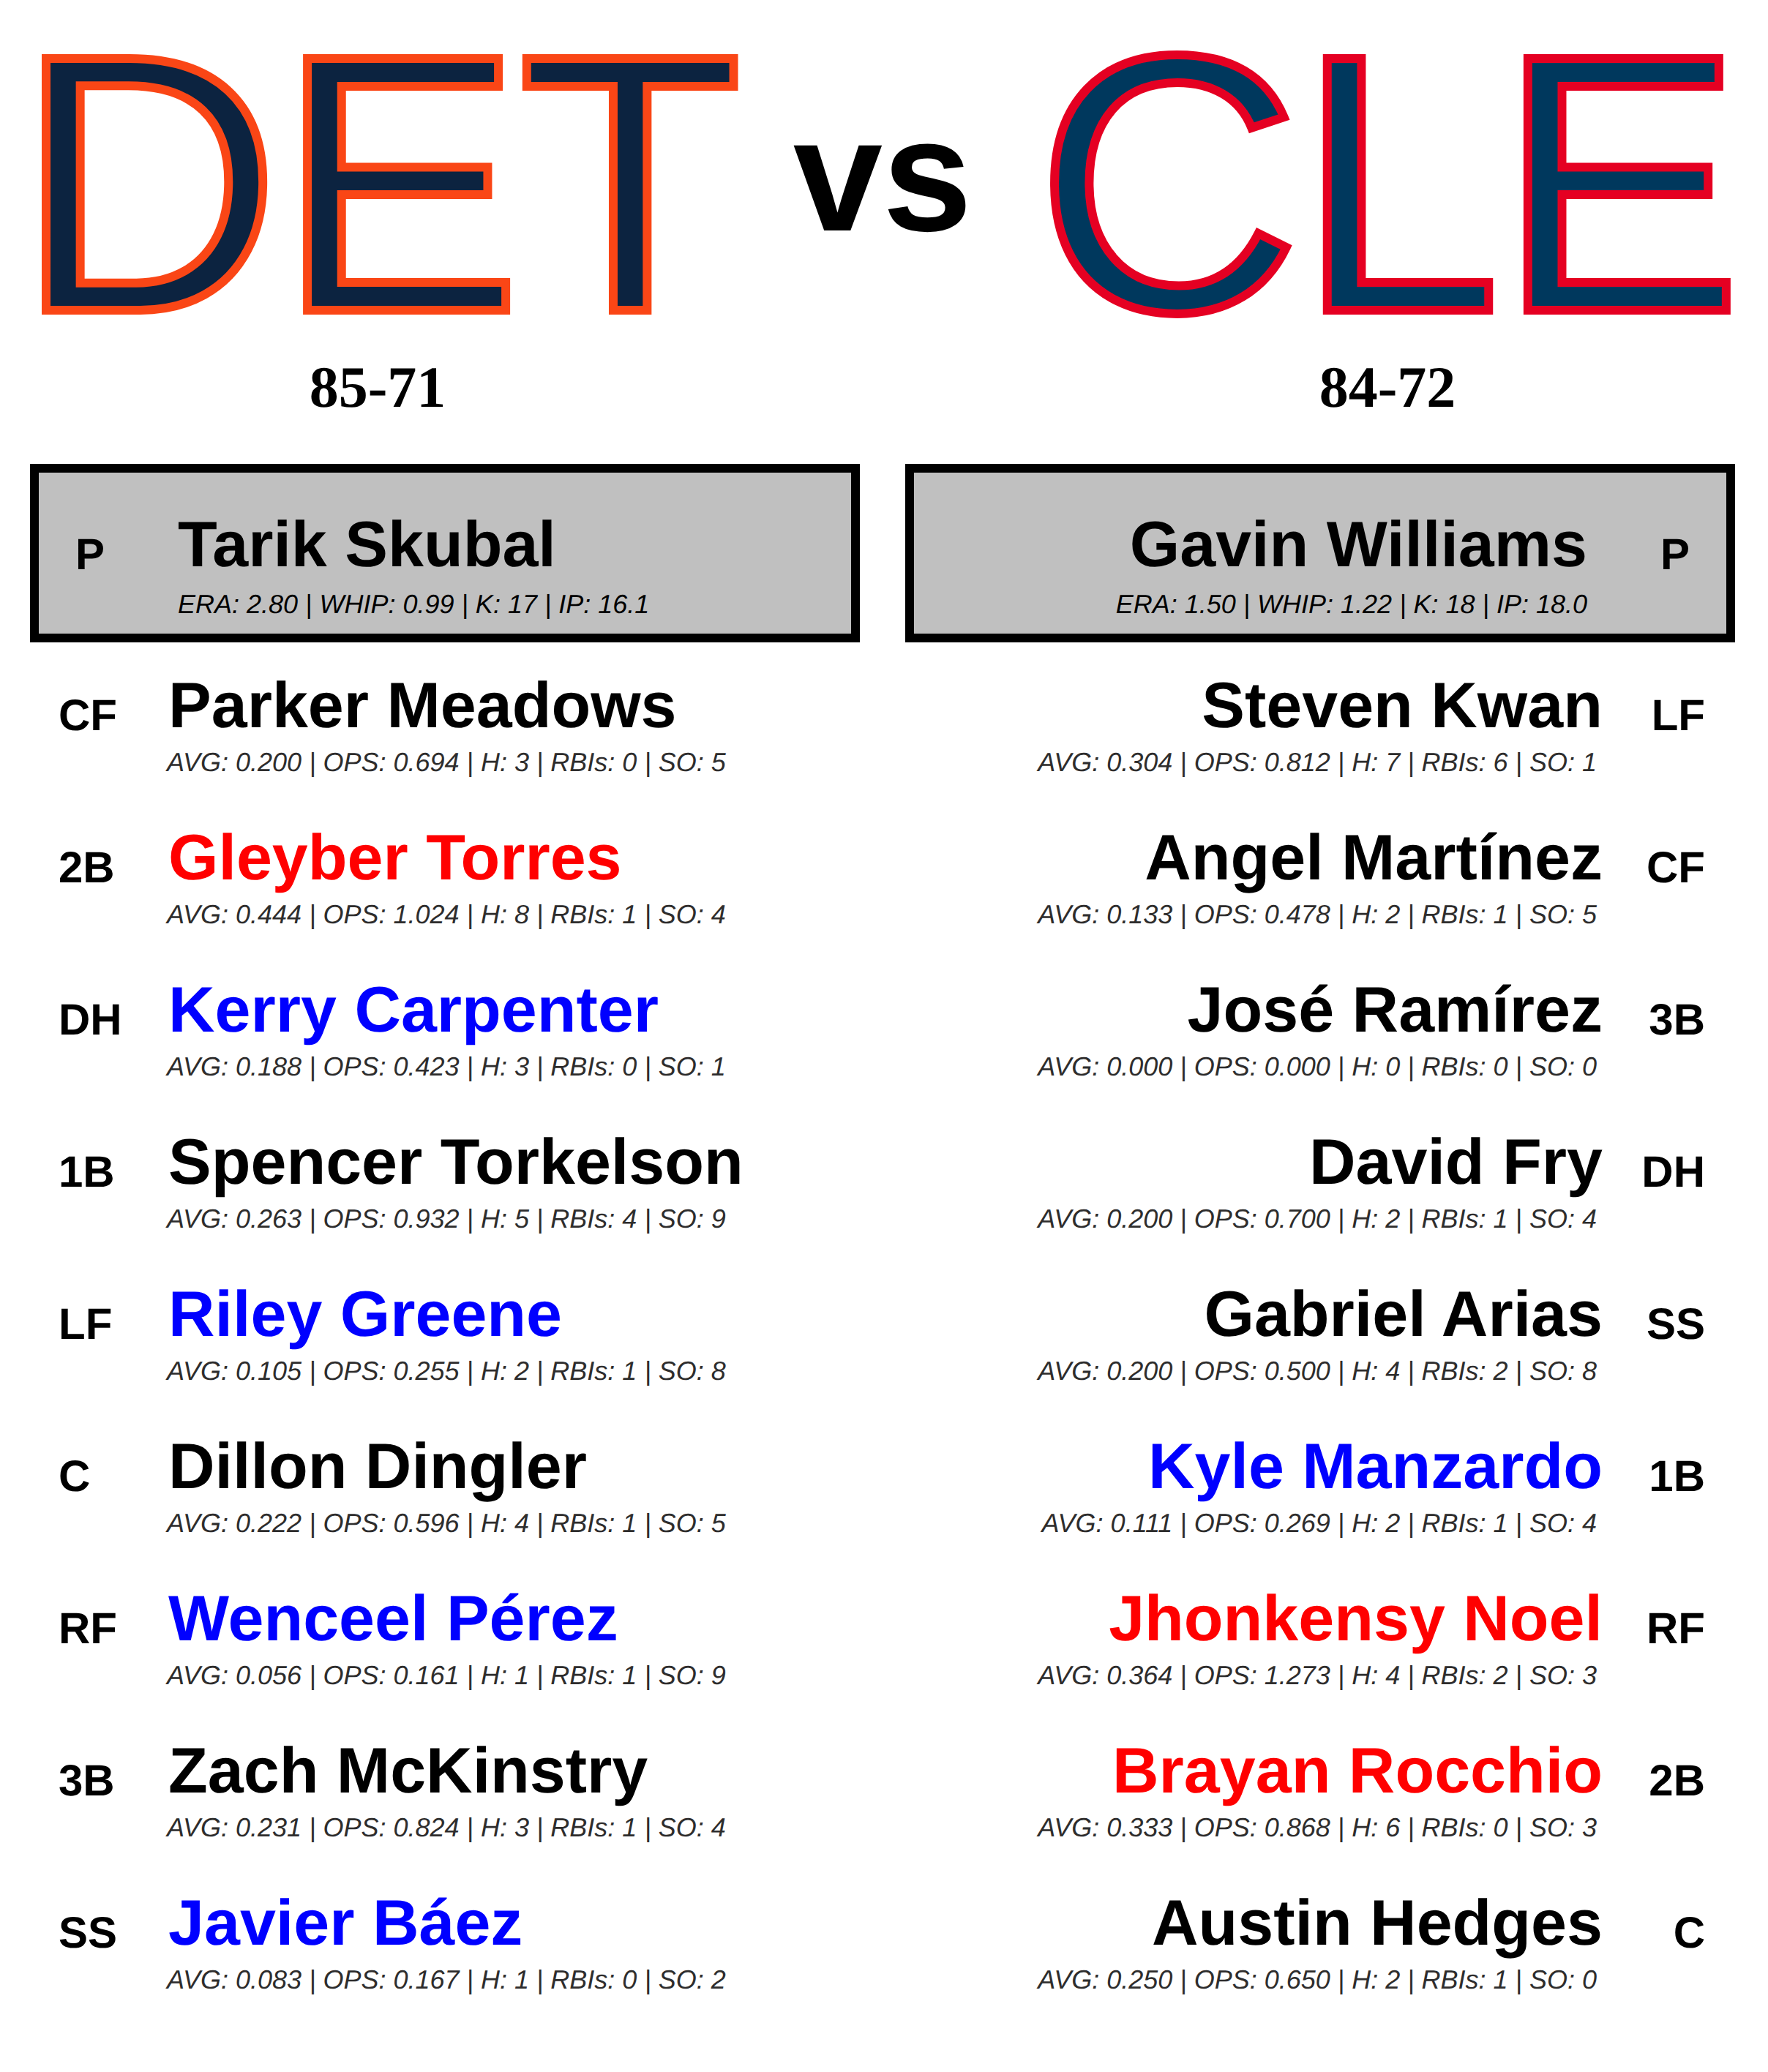 DET vs CLE
85-71
84-72
P Tarik Skubal
ERA: 2.80 | WHIP: 0.99 | K: 17 | IP: 16.1
Gavin Williams P
ERA: 1.50 | WHIP: 1.22 | K: 18 | IP: 18.0
CF Parker Meadows
AVG: 0.200 | OPS: 0.694 | H: 3 | RBIs: 0 | SO: 5
2B Gleyber Torres
AVG: 0.444 | OPS: 1.024 | H: 8 | RBIs: 1 | SO: 4
DH Kerry Carpenter
AVG: 0.188 | OPS: 0.423 | H: 3 | RBIs: 0 | SO: 1
1B Spencer Torkelson
AVG: 0.263 | OPS: 0.932 | H: 5 | RBIs: 4 | SO: 9
LF Riley Greene
AVG: 0.105 | OPS: 0.255 | H: 2 | RBIs: 1 | SO: 8
C Dillon Dingler
AVG: 0.222 | OPS: 0.596 | H: 4 | RBIs: 1 | SO: 5
RF Wenceel Pérez
AVG: 0.056 | OPS: 0.161 | H: 1 | RBIs: 1 | SO: 9
3B Zach McKinstry
AVG: 0.231 | OPS: 0.824 | H: 3 | RBIs: 1 | SO: 4
SS Javier Báez
AVG: 0.083 | OPS: 0.167 | H: 1 | RBIs: 0 | SO: 2
Steven Kwan LF
AVG: 0.304 | OPS: 0.812 | H: 7 | RBIs: 6 | SO: 1
Angel Martínez CF
AVG: 0.133 | OPS: 0.478 | H: 2 | RBIs: 1 | SO: 5
José Ramírez 3B
AVG: 0.000 | OPS: 0.000 | H: 0 | RBIs: 0 | SO: 0
David Fry DH
AVG: 0.200 | OPS: 0.700 | H: 2 | RBIs: 1 | SO: 4
Gabriel Arias SS
AVG: 0.200 | OPS: 0.500 | H: 4 | RBIs: 2 | SO: 8
Kyle Manzardo 1B
AVG: 0.111 | OPS: 0.269 | H: 2 | RBIs: 1 | SO: 4
Jhonkensy Noel RF
AVG: 0.364 | OPS: 1.273 | H: 4 | RBIs: 2 | SO: 3
Brayan Rocchio 2B
AVG: 0.333 | OPS: 0.868 | H: 6 | RBIs: 0 | SO: 3
Austin Hedges C
AVG: 0.250 | OPS: 0.650 | H: 2 | RBIs: 1 | SO: 0